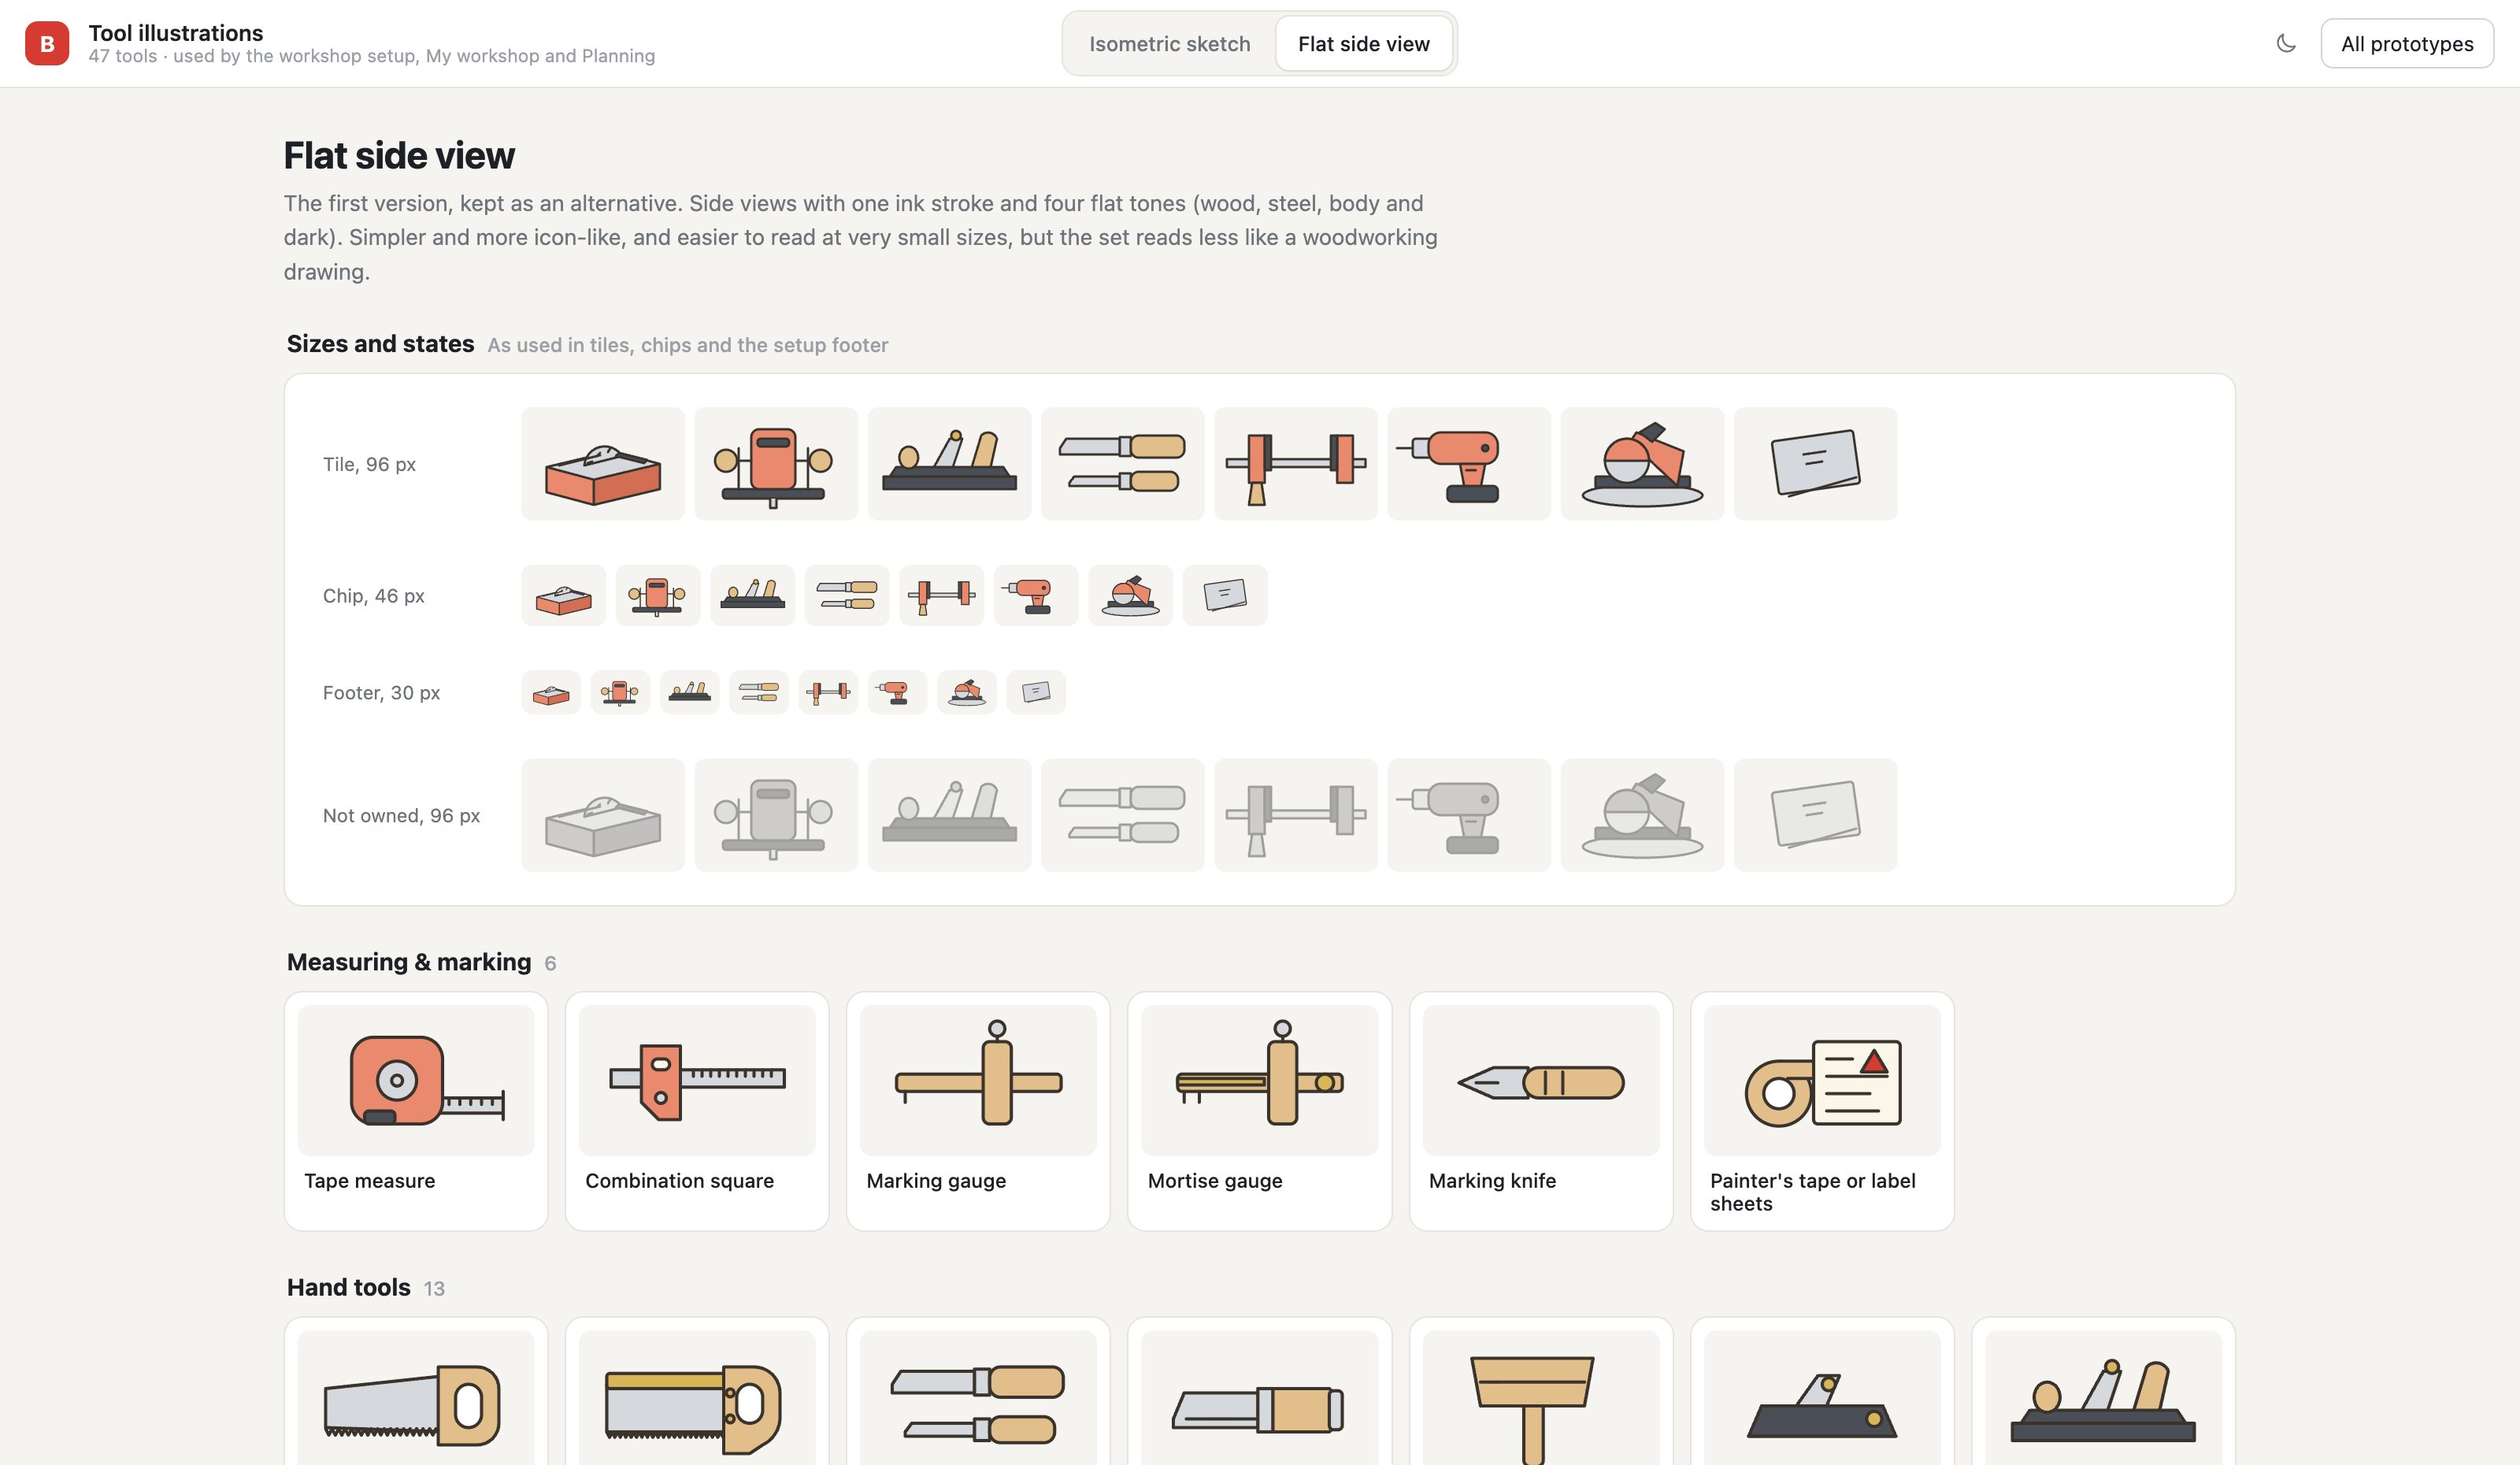 B
Tool illustrations
47 tools · used by the workshop setup, My workshop and Planning
Isometric sketch
Flat side view
All prototypes
Flat side view
The first version, kept as an alternative. Side views with one ink stroke and four flat tones (wood, steel, body and
dark). Simpler and more icon-like, and easier to read at very small sizes, but the set reads less like a woodworking
drawing.
Sizes and states As used in tiles, chips and the setup footer
Tile, 96 px
Chip, 46 px
Footer, 30 px
Not owned, 96 px
Measuring & marking 6
Tape measure
Combination square
Marking gauge
Mortise gauge
Marking knife
Painter's tape or label
sheets
Hand tools 13